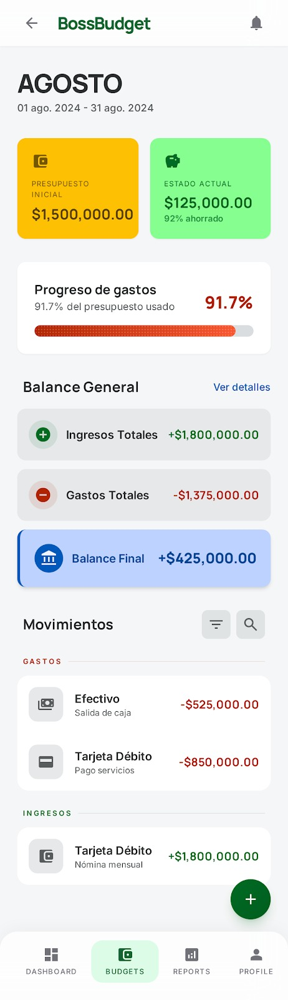 BossBudget
AGOSTO
01 ago. 2024 - 31 ago. 2024
PRESUPUESTO
INICIAL
$1,500,000.00
ESTADO ACTUAL
$125,000.00
92% ahorrado
Progreso de gastos
91.7% del presupuesto usado
91.7%
Balance General
Ver detalles
Ingresos Totales
+$1,800,000.00
Gastos Totales
-$1,375,000.00
Balance Final
+$425,000.00
Movimientos
GASTOS
Efectivo
Salida de caja
-$525,000.00
Tarjeta Débito
Pago servicios
-$850,000.00
INGRESOS
Tarjeta Débito
Nómina mensual
+$1,800,000.00
DASHBOARD
BUDGETS
REPORTS
PROFILE